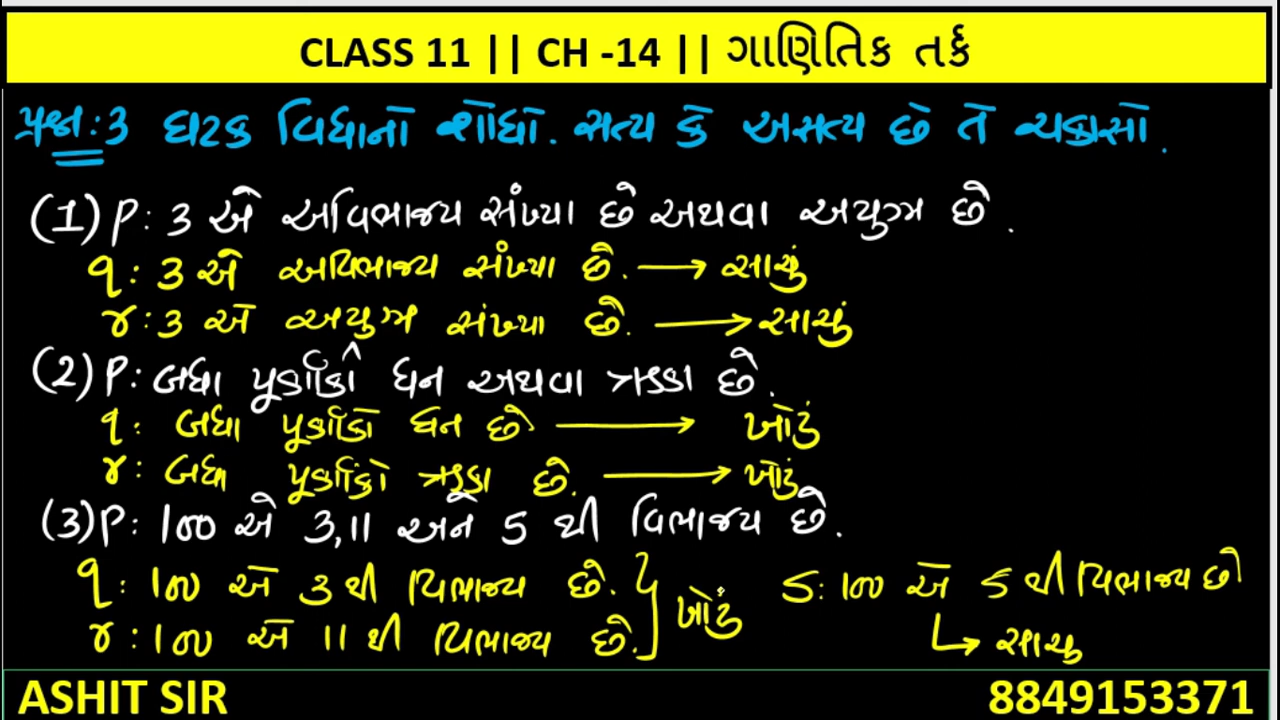 CLASS 11 || CH -14 || ગાણિતિક તર્ક
પ્રશ્ન:3 ઘટક વિધાનો શોધો. સત્ય કે અસત્ય છે તે ચકાસો.
(1) P: 3 એ અવિભાજ્ય સંખ્યા છે અથવા અયુગ્મ છે.
q: 3 એ અવિભાજ્ય સંખ્યા છે. → સાચું
r: 3 એ અયુગ્મ સંખ્યા છે. → સાચું
(2) P: બધા પૂર્ણાંકો ધન અથવા ઋણ છે.
q: બધા પૂર્ણાંકો ધન છે → ખોટું
r: બધા પૂર્ણાંકો ઋણ છે. → ખોટું
(3) P: 100 એ 3,11 અને 5 થી વિભાજ્ય છે.
q: 100 એ 3 થી વિભાજ્ય છે. S: 100 એ 5 થી વિભાજ્ય છે
ખોટું
r: 100 એ 11 થી વિભાજ્ય છે. → સાચુ
ASHIT SIR 8849153371